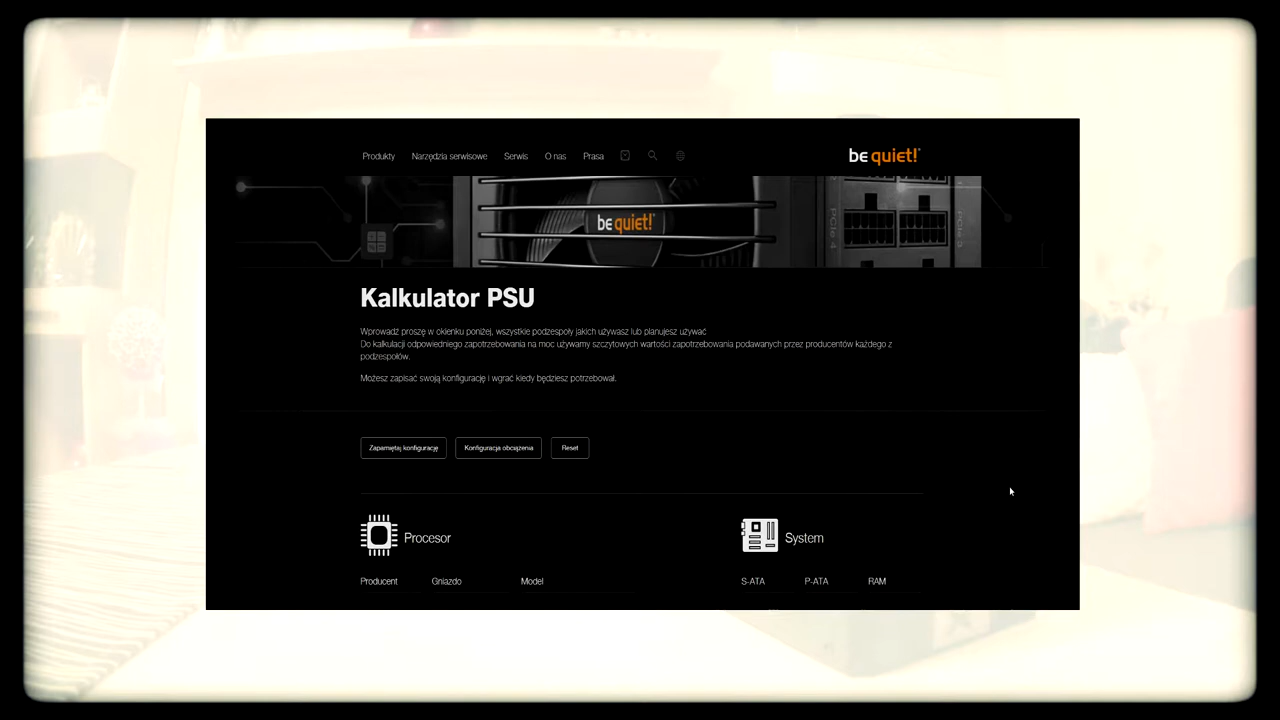 Produkty Narzędzia serwisowe Serwis O nas Prasa
be quiet!
be quiet!
PCIe 4
Kalkulator PSU
Wprowadź proszę w okienku poniżej, wszystkie podzespoły jakich używasz lub planujesz używać
Do kalkulacji odpowiedniego zapotrzebowania na moc używamy szczytowych wartości zapotrzebowania podawanych przez producentów każdego z
podzespołów.
Możesz zapisać swoją konfigurację i wgrać kiedy będziesz potrzebował.
Zapamiętaj konfigurację Konfiguracja obciążenia Reset
Procesor System
Producent Gniazdo Model S-ATA P-ATA RAM